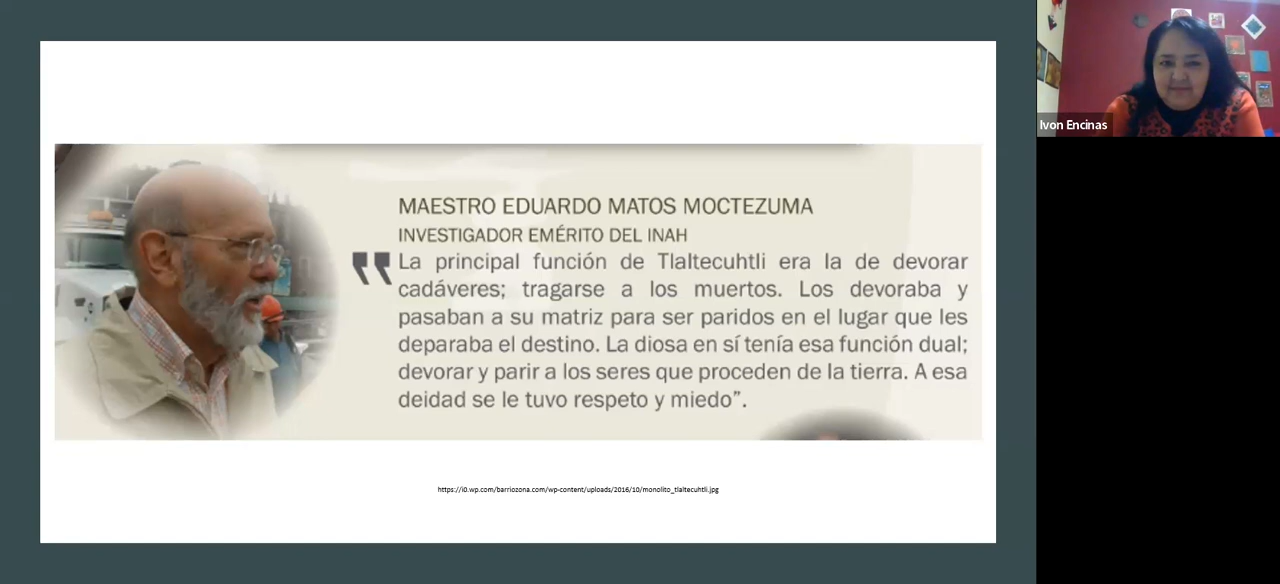 MAESTRO EDUARDO MATOS MOCTEZUMA
INVESTIGADOR EMÉRITO DEL INAH
"La principal función de Tlaltecuhtli era la de devorar
cadáveres; tragarse a los muertos. Los devoraba y
pasaban a su matriz para ser paridos en el lugar que les
deparaba el destino. La diosa en sí tenía esa función dual;
devorar y parir a los seres que proceden de la tierra. A esa
deidad se le tuvo respeto y miedo”.
https://i0.wp.com/barriozona.com/wp-content/uploads/2016/10/monolito_tlaltecuhtli.jpg
Ivon Encinas